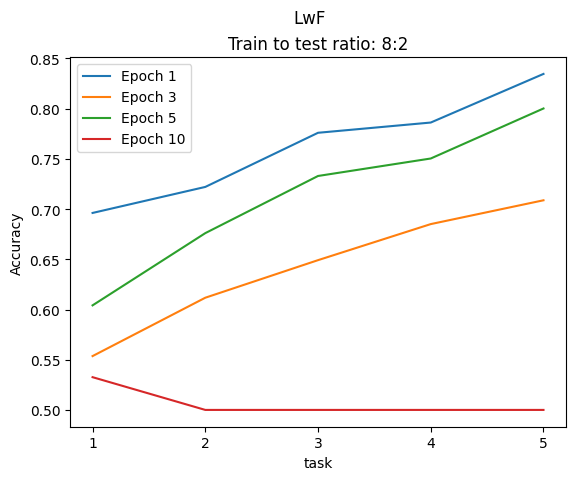 LwF
Train to test ratio: 8:2
0.85
0.80
0.75
0.70
0.65
0.60
0.55
0.50
Accuracy
Epoch 1
Epoch 3
Epoch 5
Epoch 10
1 2 3 4 5
task